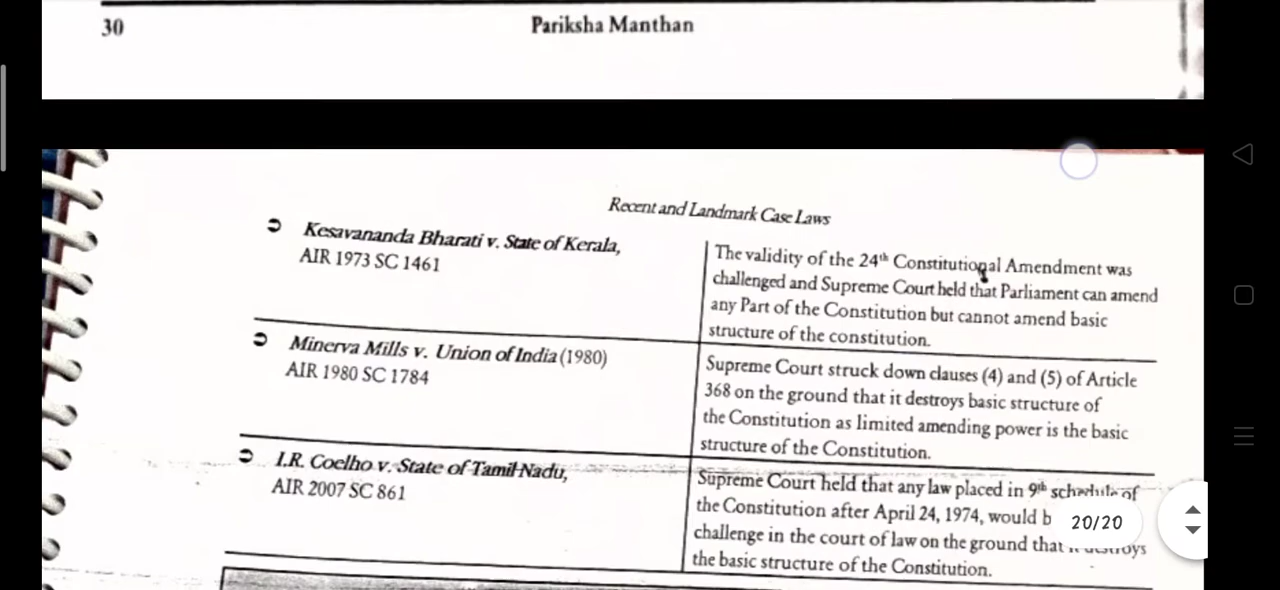 30
Pariksha Manthan
Recent and Landmark Case Laws
➲ Kesavananda Bharati v. State of Kerala,
AIR 1973 SC 1461
The validity of the 24th Constitutional Amendment was
challenged and Supreme Court held that Parliament can amend
any Part of the Constitution but cannot amend basic
structure of the constitution.
➲ Minerva Mills v. Union of India (1980)
AIR 1980 SC 1784
Supreme Court struck down clauses (4) and (5) of Article
368 on the ground that it destroys basic structure of
the Constitution as limited amending power is the basic
structure of the Constitution.
➲ I.R. Coelho v. State of Tamil Nadu,
AIR 2007 SC 861
Supreme Court held that any law placed in 9th schedule of
the Constitution after April 24, 1974, would b
challenge in the court of law on the ground that it destroys
the basic structure of the Constitution.
20/20